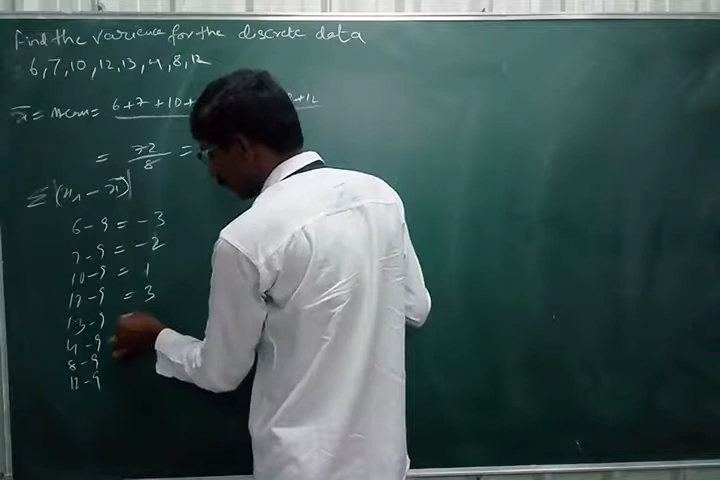 Find the varience for the discrete data
6, 7, 10, 12, 13, 4, 8, 12
x̄ = mean = 6+7+10+ +12
= 72/8 =
Σ|(x₁ - x̄)|
6-9 = -3
7-9 = -2
10-9 = 1
12-9 = 3
13-9
4-9
8-9
12-9